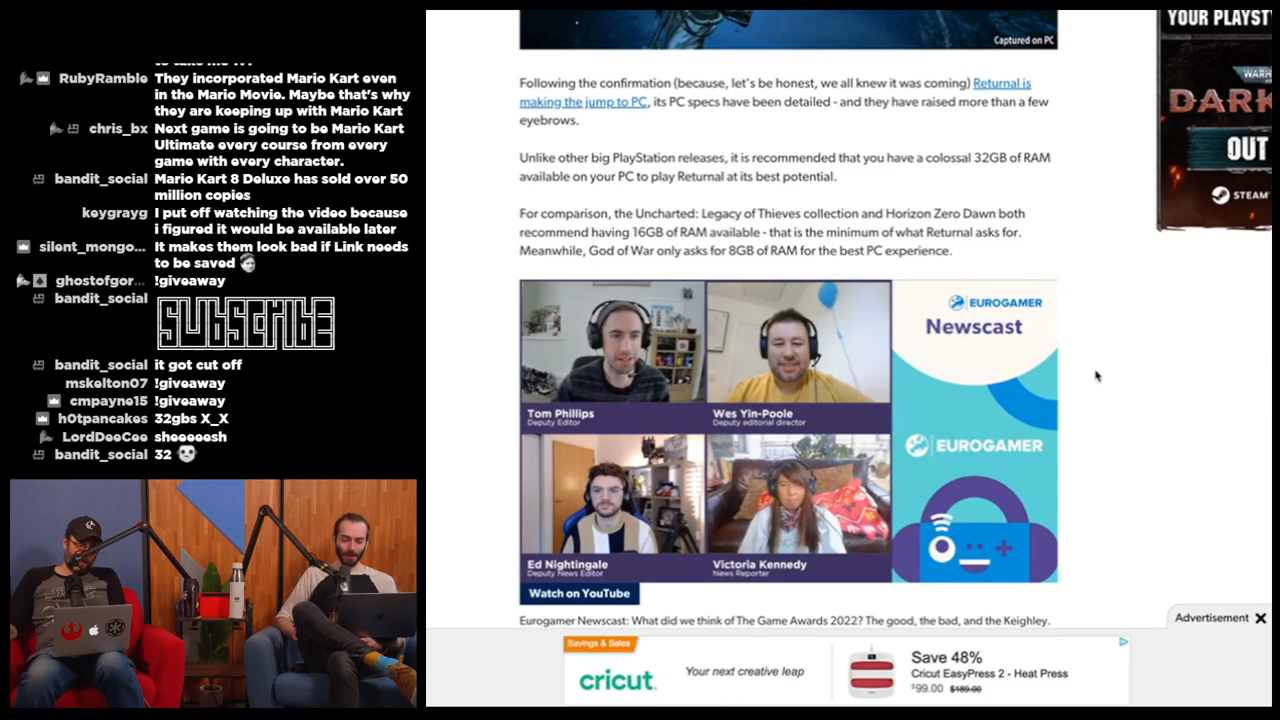 RubyRamble They incorporated Mario Kart even
in the Mario Movie. Maybe that's why
they are keeping up with Mario Kart
chris_bx Next game is going to be Mario Kart
Ultimate every course from every
game with every character.
bandit_social Mario Kart 8 Deluxe has sold over 50
million copies
keygrayg I put off watching the video because
i figured it would be available later
silent_mongo... It makes them look bad if Link needs
to be saved
ghostofgor... !giveaway
bandit_social SUBSCRIBE
bandit_social it got cut off
mskelton07 !giveaway
cmpayne15 !giveaway
h0tpancakes 32gbs X_X
LoreleeCee sheeeeesh
bandit_social 32
Captured on PC
Following the confirmation (because, let's be honest, we all knew it was coming) Returnal is
making the jump to PC, its PC specs have been detailed - and they have raised more than a few
eyebrows.
Unlike other big PlayStation releases, it is recommended that you have a colossal 32GB of RAM
available on your PC to play Returnal at its best potential.
For comparison, the Uncharted: Legacy of Thieves collection and Horizon Zero Dawn both
recommend having 16GB of RAM available - that is the minimum of what Returnal asks for.
Meanwhile, God of War only asks for 8GB of RAM for the best PC experience.
EUROGAMER
Newscast
Tom Phillips
Deputy Editor
Wes Yin-Poole
Deputy editorial director
EUROGAMER
Ed Nightingale
Deputy News Editor
Victoria Kennedy
News Reporter
Watch on YouTube
Eurogamer Newscast: What did we think of The Game Awards 2022? The good, the bad, and the Keighley.
YOUR PLAYST
WARH
DARK
OUT
STEAM
Advertisement
Savings & Sales
cricut
Your next creative leap
Save 48%
Cricut EasyPress 2 - Heat Press
$99.00 $189.00